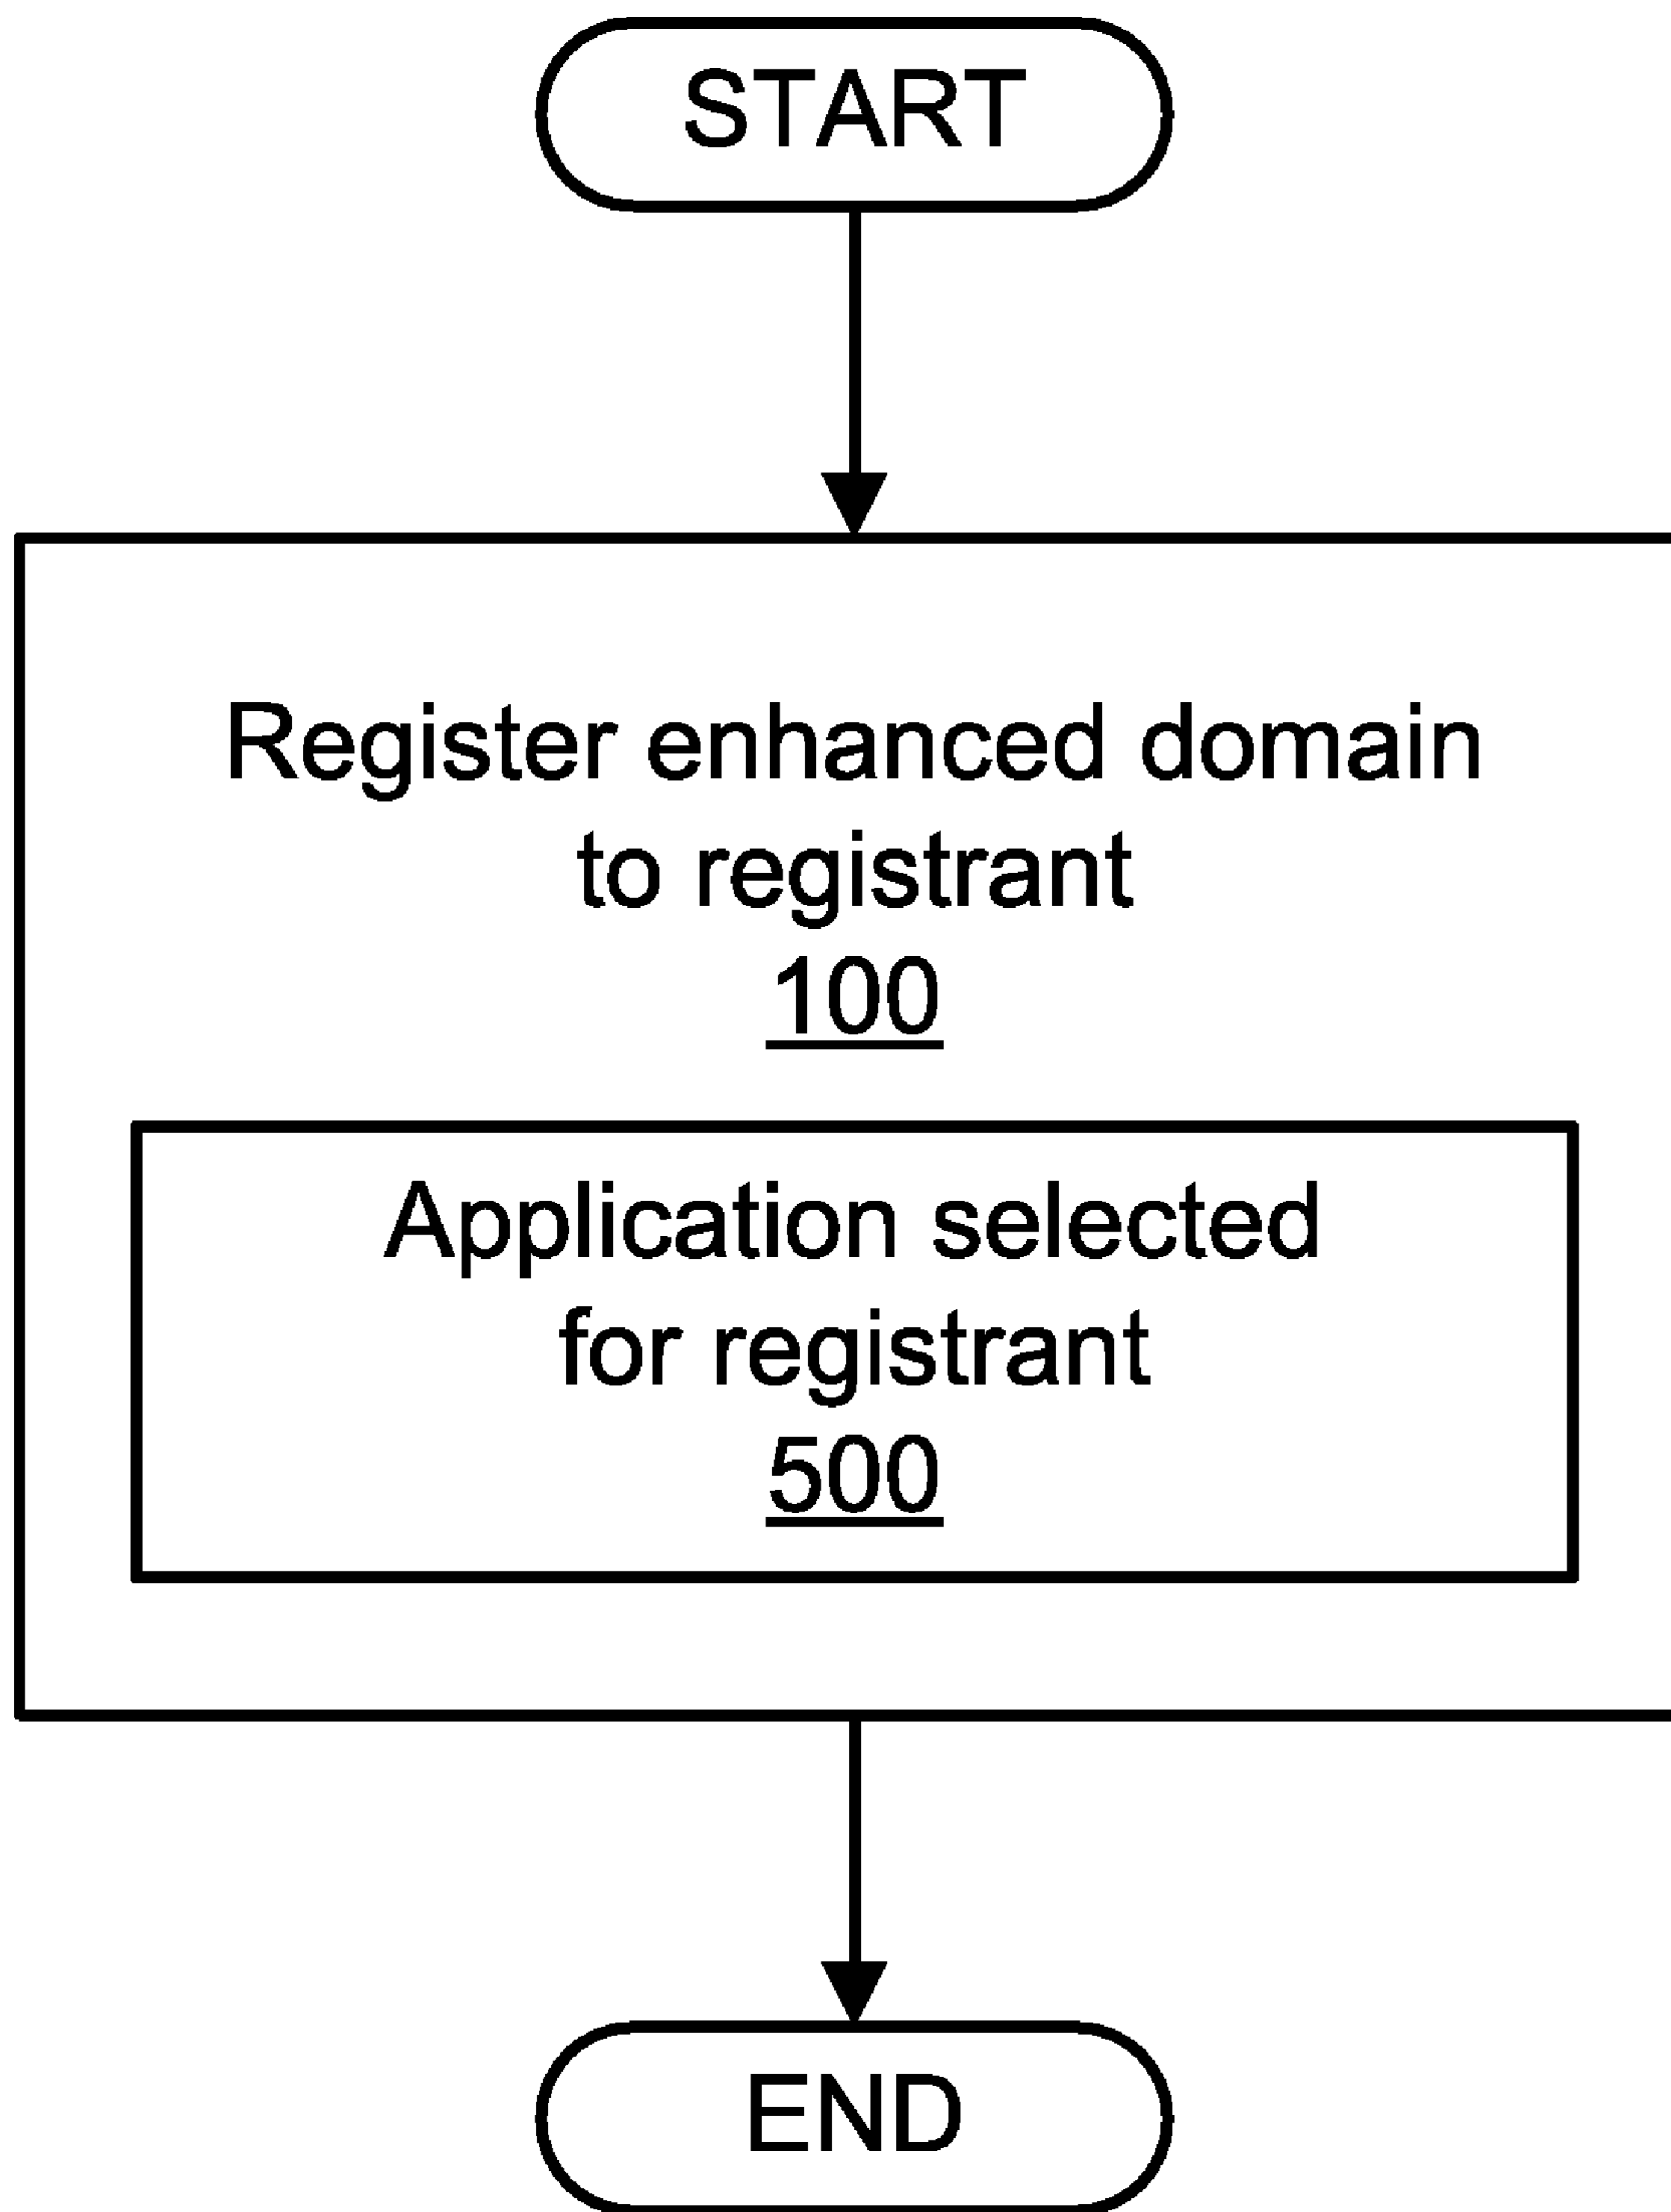 START
Register enhanced domain
to registrant
100
Application selected
for registrant
500
END